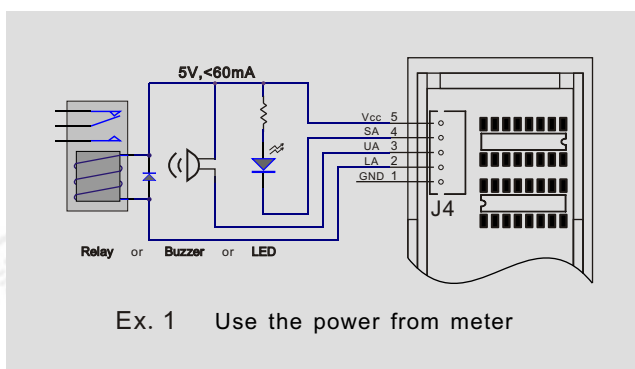 5V,<60mA
Vcc 5
SA 4
UA 3
LA 2
GND 1
J4
Relay or Buzzer or LED
Ex. 1 Use the power from meter